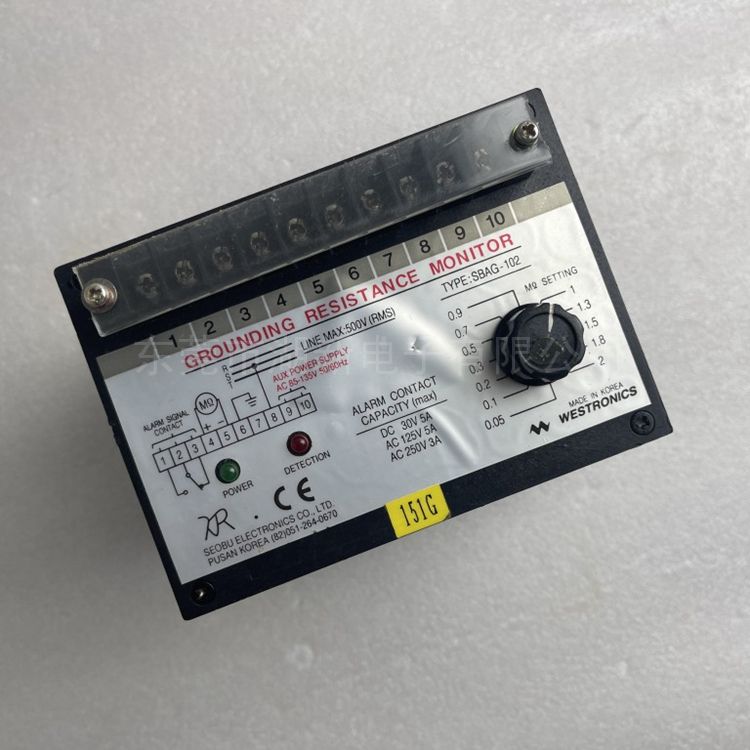 1 2 3 4 5 6 7 8 9 10
GROUNDING RESISTANCE MONITOR
TYPE:SBAG-102
LINE MAX:500V(RMS)
R S T
AUX POWER SUPPLY
AC 85-135V 50/60Hz
ALARM SIGNAL
CONTACT
MΩ
+ -
1 2 3 4 5 6 7 8 9 10
POWER
DETECTION
ALARM CONTACT
CAPACITY (max)
DC 30V 5A
AC 125V 5A
AC 250V 3A
MΩ SETTING
0.9
0.7
0.5
0.3
0.2
0.1
0.05
1
1.3
1.5
1.8
2
MADE IN KOREA
WESTRONICS
CE
SEOBU ELECTRONICS CO., LTD.
PUSAN KOREA (82)051-264-0670
151G